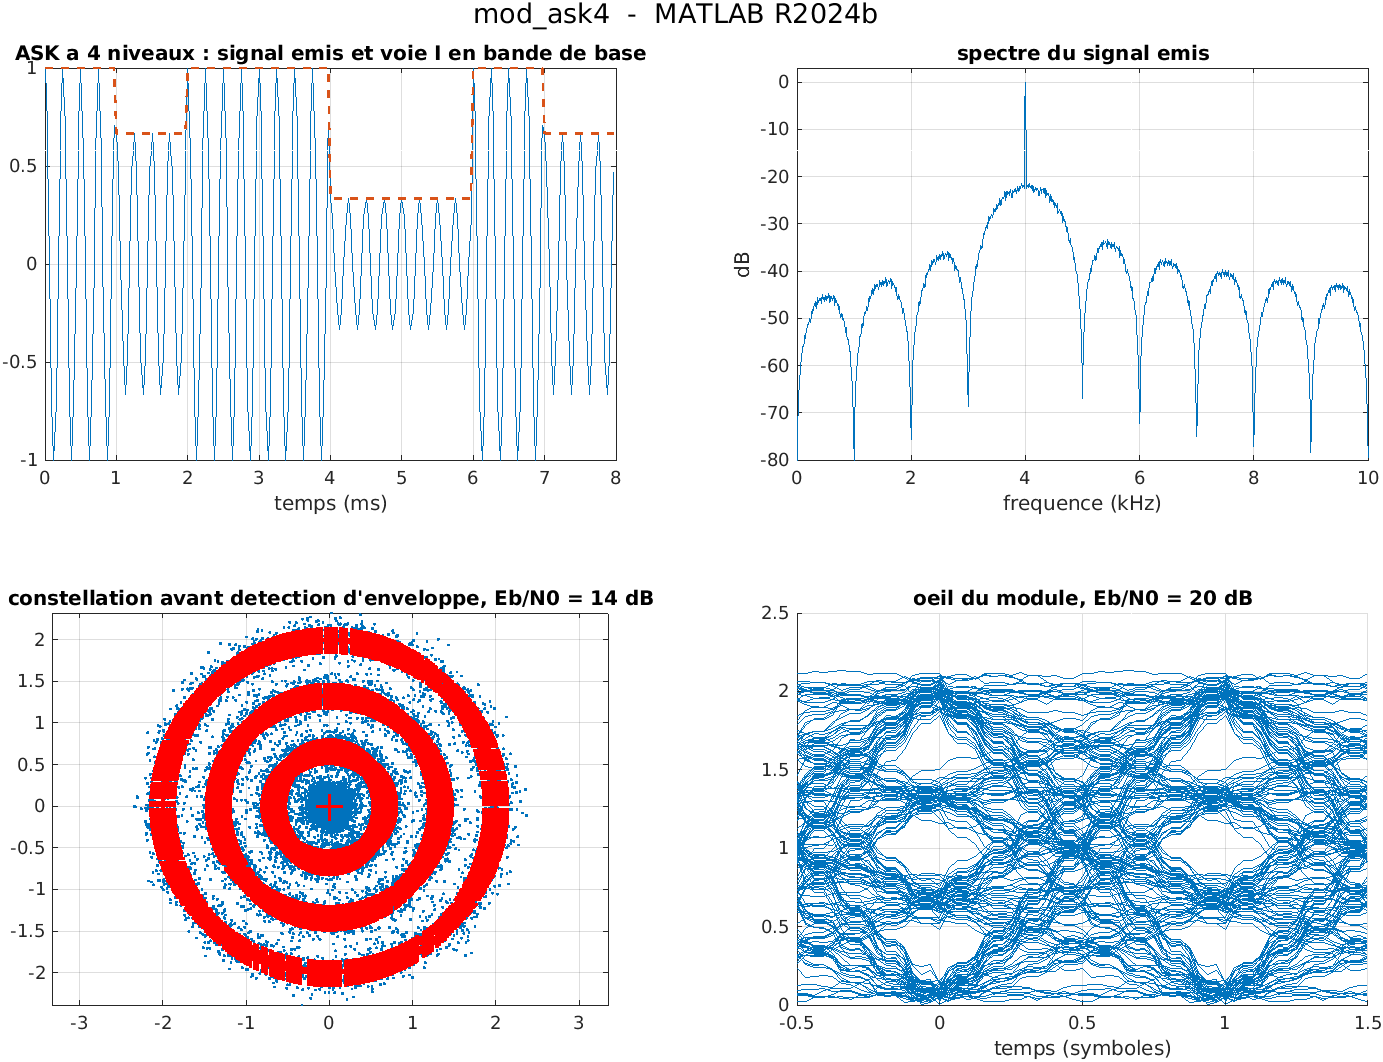 mod_ask4 - MATLAB R2024b
ASK a 4 niveaux : signal emis et voie I en bande de base
1
0.5
0
-0.5
-1
0 1 2 3 4 5 6 7 8
temps (ms)
spectre du signal emis
0
-10
-20
-30
-40
-50
-60
-70
-80
dB
0 2 4 6 8 10
frequence (kHz)
constellation avant detection d'enveloppe, Eb/N0 = 14 dB
2
1.5
1
0.5
0
-0.5
-1
-1.5
-2
-3 -2 -1 0 1 2 3
oeil du module, Eb/N0 = 20 dB
2.5
2
1.5
1
0.5
0
-0.5 0 0.5 1 1.5
temps (symboles)